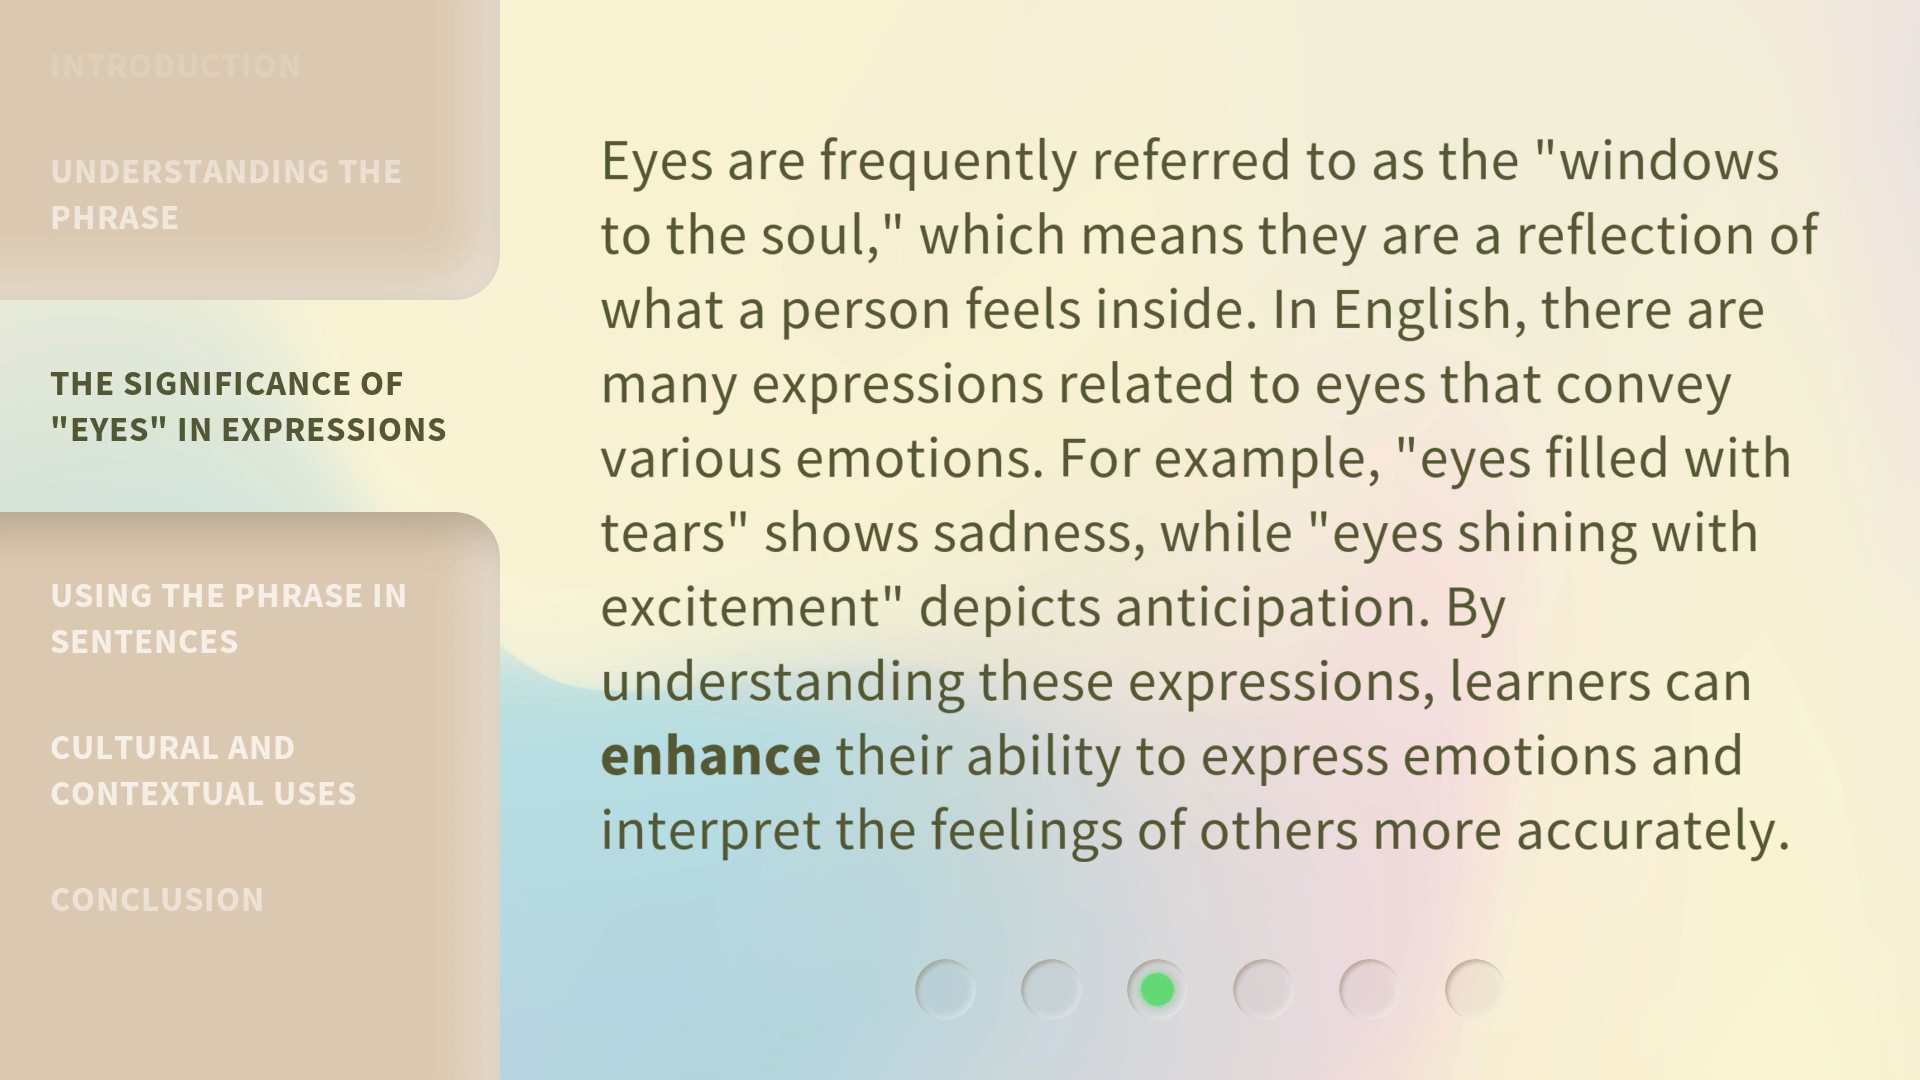 INTRODUCTION
UNDERSTANDING THE
PHRASE
THE SIGNIFICANCE OF
"EYES" IN EXPRESSIONS
USING THE PHRASE IN
SENTENCES
CULTURAL AND
CONTEXTUAL USES
CONCLUSION
Eyes are frequently referred to as the "windows
to the soul," which means they are a reflection of
what a person feels inside. In English, there are
many expressions related to eyes that convey
various emotions. For example, "eyes filled with
tears" shows sadness, while "eyes shining with
excitement" depicts anticipation. By
understanding these expressions, learners can
enhance their ability to express emotions and
interpret the feelings of others more accurately.